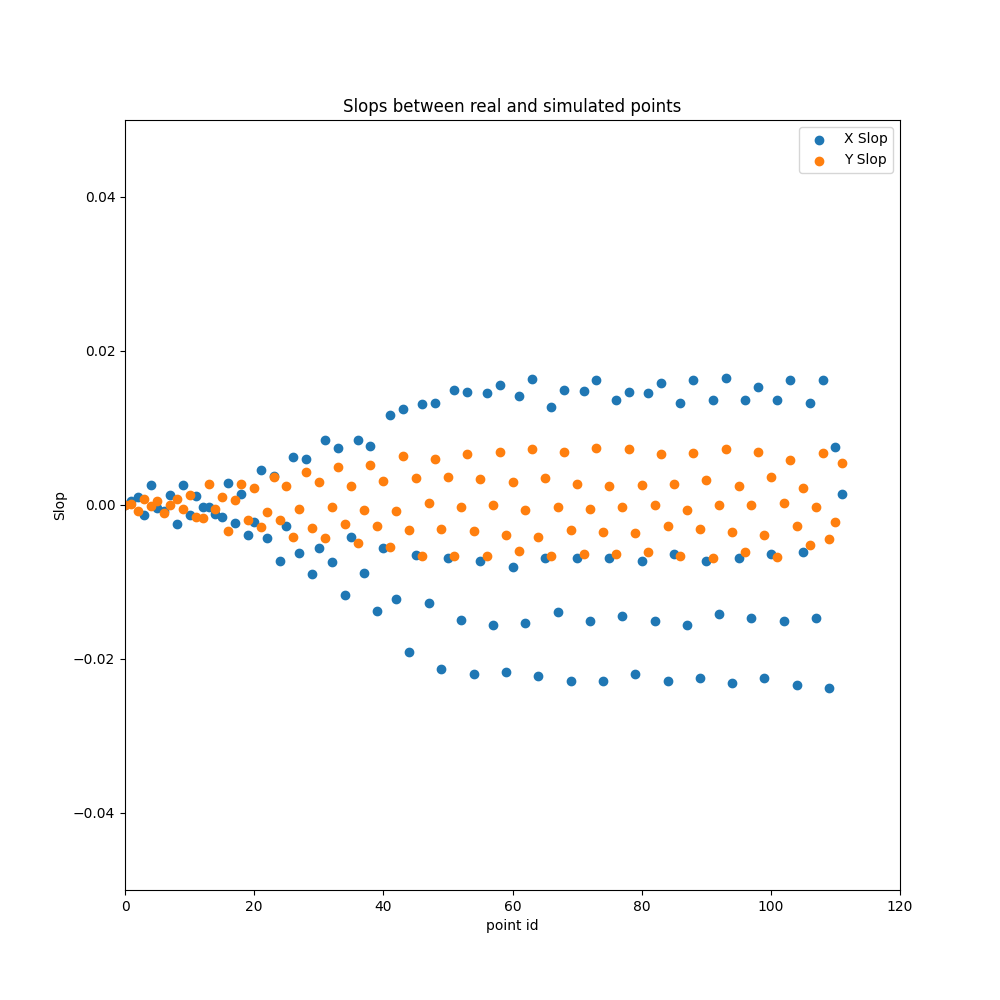 Slops between real and simulated points
X Slop
Y Slop
0.04
0.02
0.00
−0.02
−0.04
Slop
0 20 40 60 80 100 120
point id